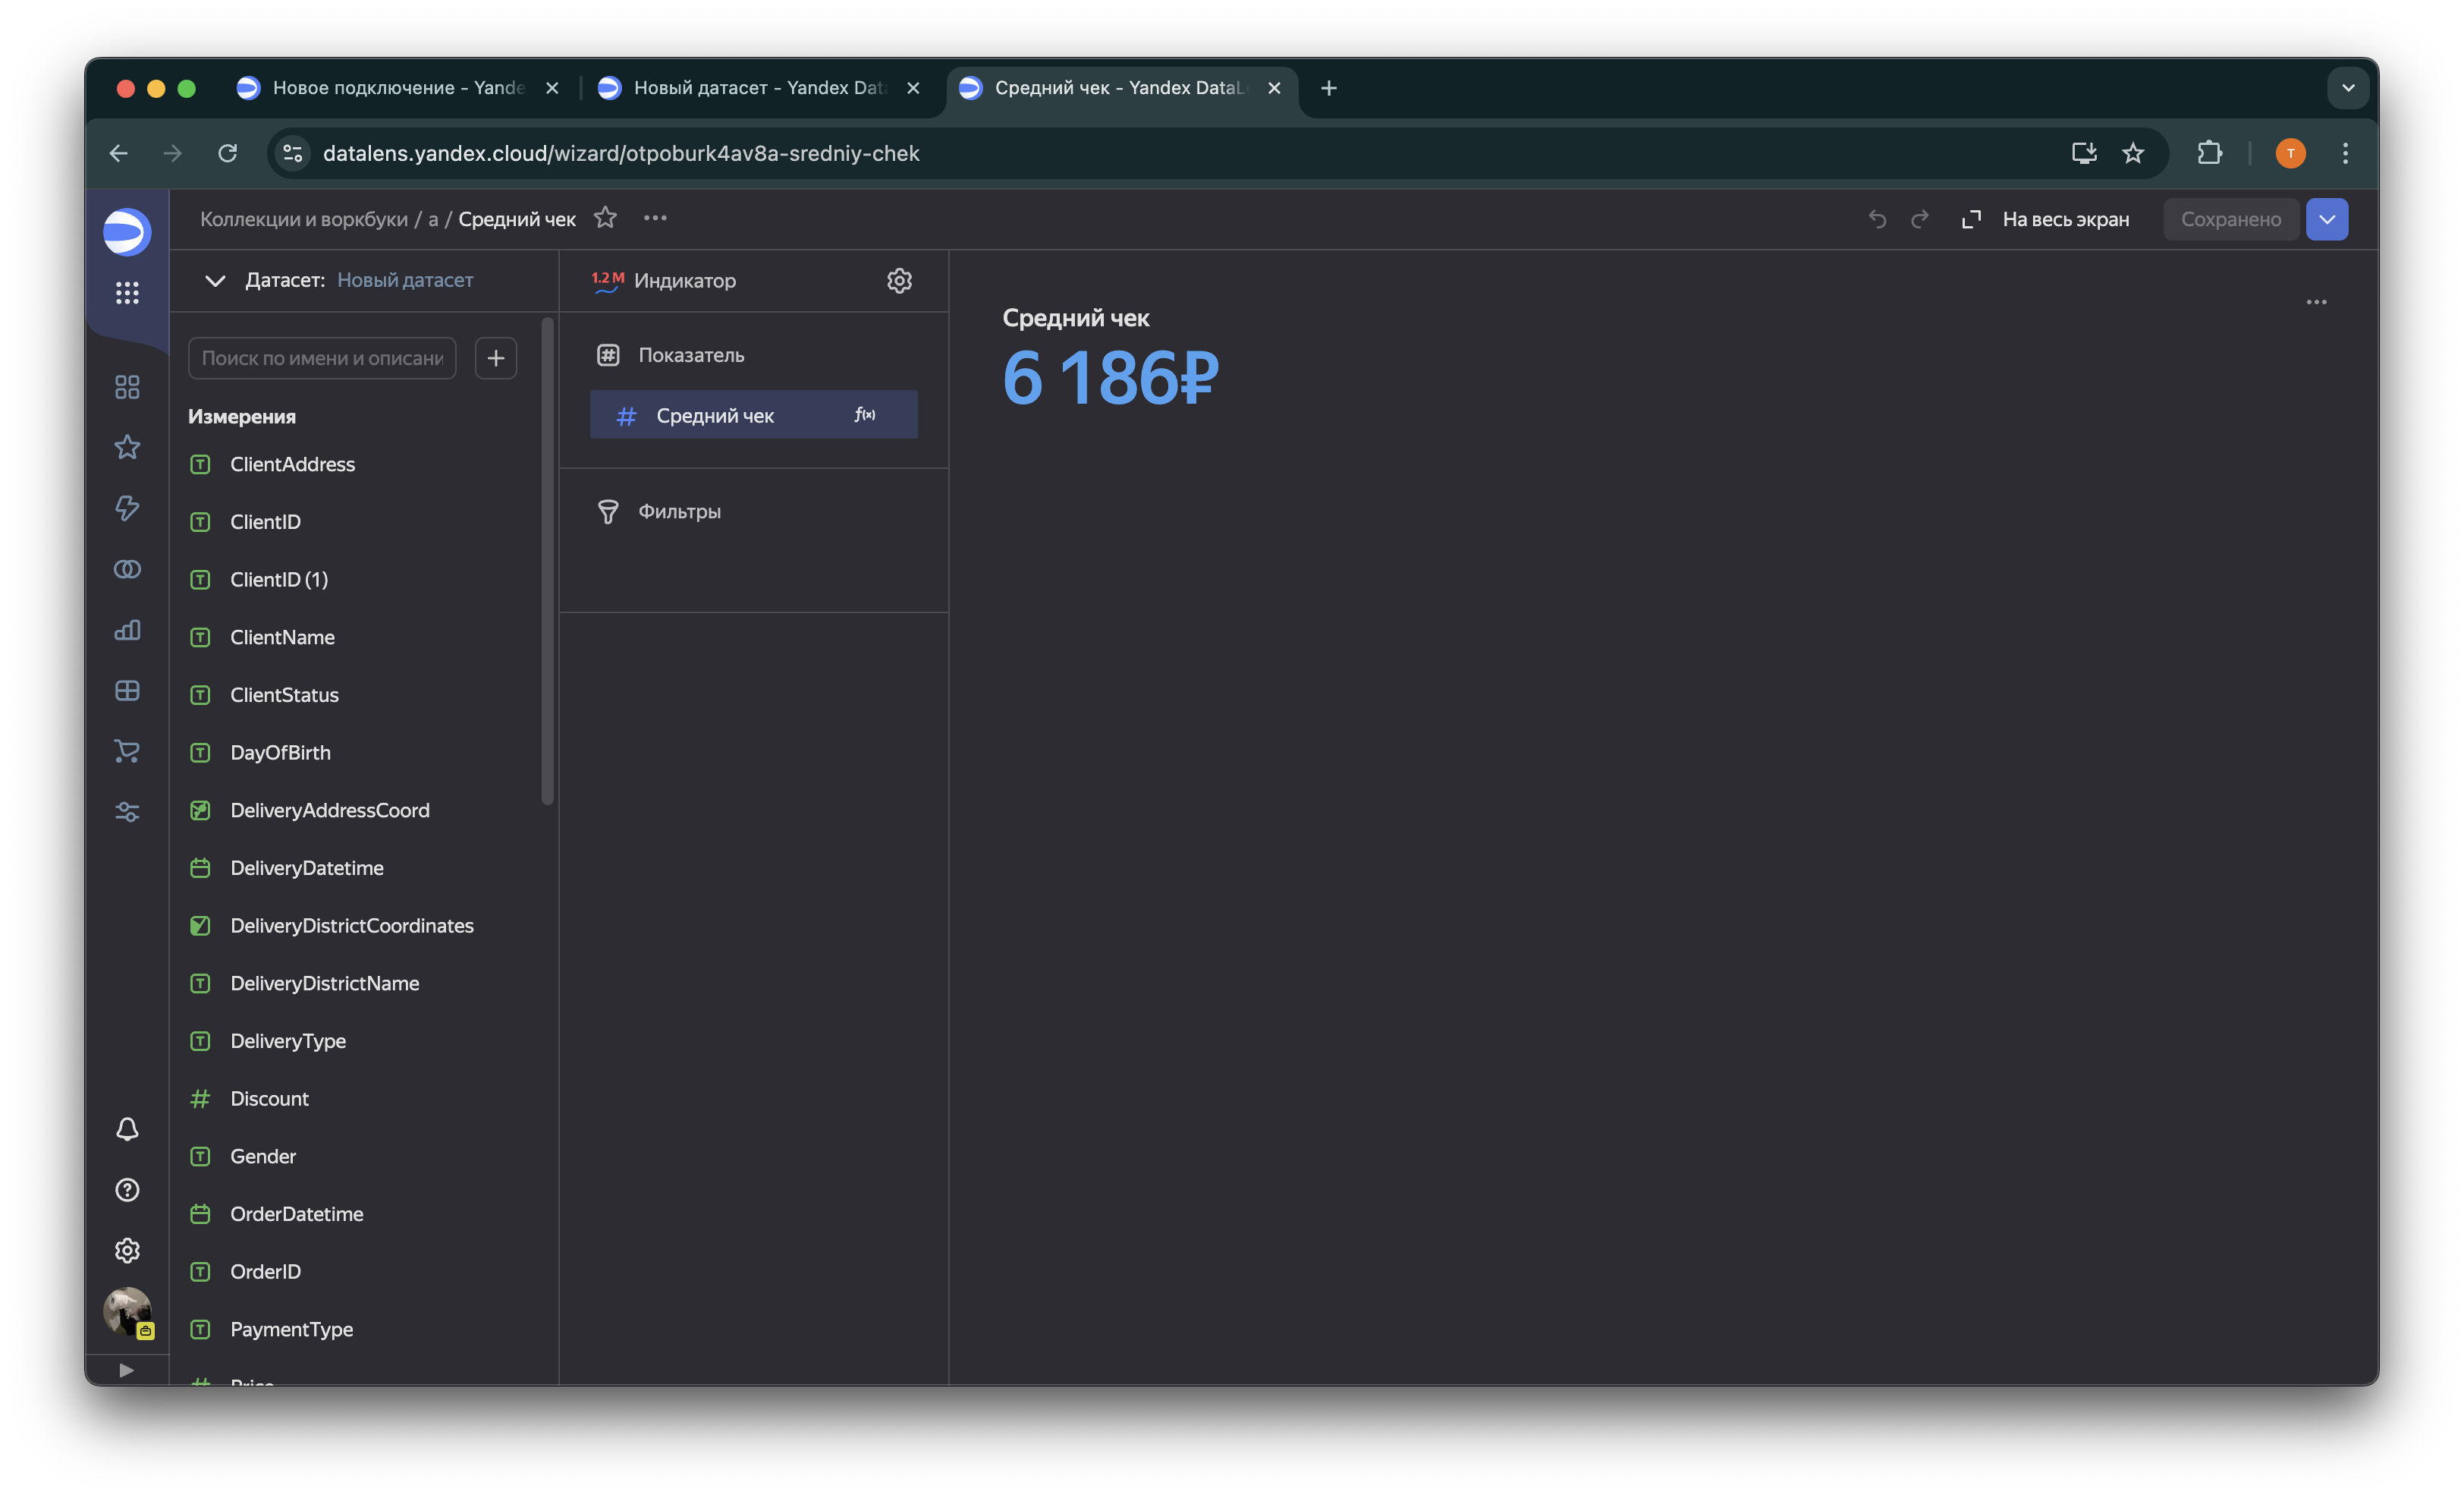 Новое подключение - Yande
Новый датасет - Yandex Dat
Средний чек - Yandex DataL
datalens.yandex.cloud/wizard/otpoburk4av8a-sredniy-chek
T
Коллекции и воркбуки / a / Средний чек
На весь экран
Сохранено
Датасет: Новый датасет
1.2 M Индикатор
Поиск по имени и описани
Измерения
ClientAddress
ClientID
ClientID (1)
ClientName
ClientStatus
DayOfBirth
DeliveryAddressCoord
DeliveryDatetime
DeliveryDistrictCoordinates
DeliveryDistrictName
DeliveryType
Discount
Gender
OrderDatetime
OrderID
PaymentType
Price
Показатель
Средний чек f(x)
Фильтры
Средний чек
6 186₽